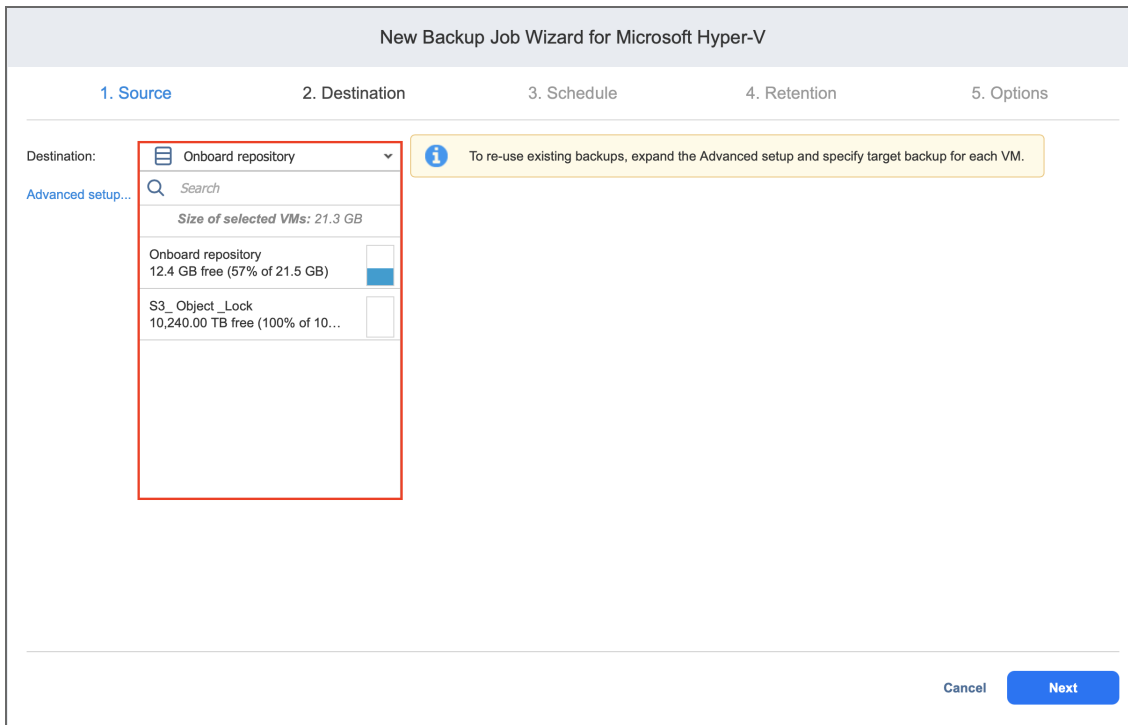 New Backup Job Wizard for Microsoft Hyper-V
1. Source
2. Destination
3. Schedule
4. Retention
5. Options
Destination:
Onboard repository
To re-use existing backups, expand the Advanced setup and specify target backup for each VM.
Advanced setup...
Search
Size of selected VMs: 21.3 GB
Onboard repository
12.4 GB free (57% of 21.5 GB)
S3_ Object _Lock
10,240.00 TB free (100% of 10...
Cancel
Next